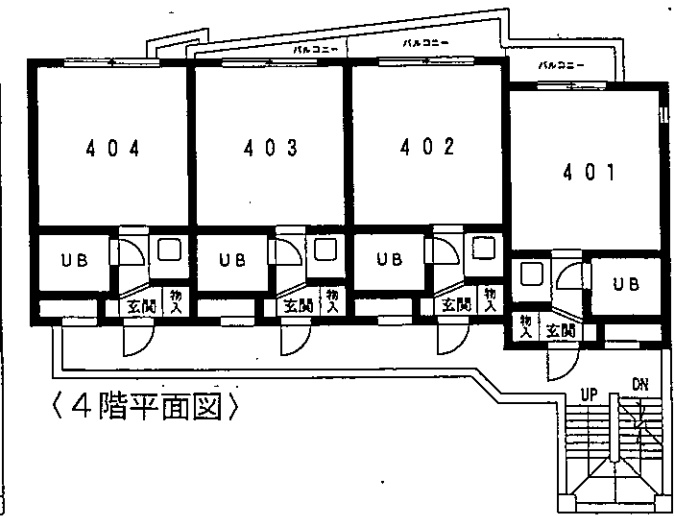 バルコニー
バルコニー
バルコニー
404
403
402
401
UB
UB
UB
UB
玄関
物入
玄関
物入
玄関
物入
物入
玄関
〈4階平面図〉
UP
DN